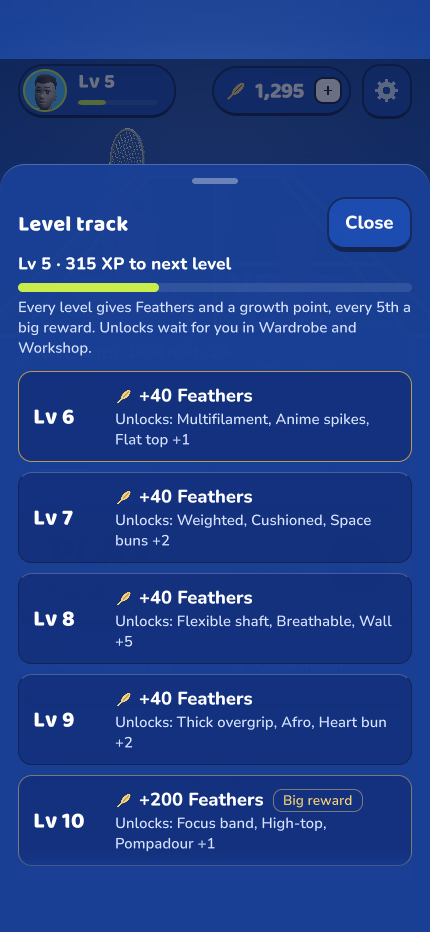 Lv 5
1,295
+
Level track
Close
Lv 5 · 315 XP to next level
Every level gives Feathers and a growth point, every 5th a
big reward. Unlocks wait for you in Wardrobe and
Workshop.
Lv 6
+40 Feathers
Unlocks: Multifilament, Anime spikes,
Flat top +1
Lv 7
+40 Feathers
Unlocks: Weighted, Cushioned, Space
buns +2
Lv 8
+40 Feathers
Unlocks: Flexible shaft, Breathable, Wall
+5
Lv 9
+40 Feathers
Unlocks: Thick overgrip, Afro, Heart bun
+2
Lv 10
+200 Feathers Big reward
Unlocks: Focus band, High-top,
Pompadour +1